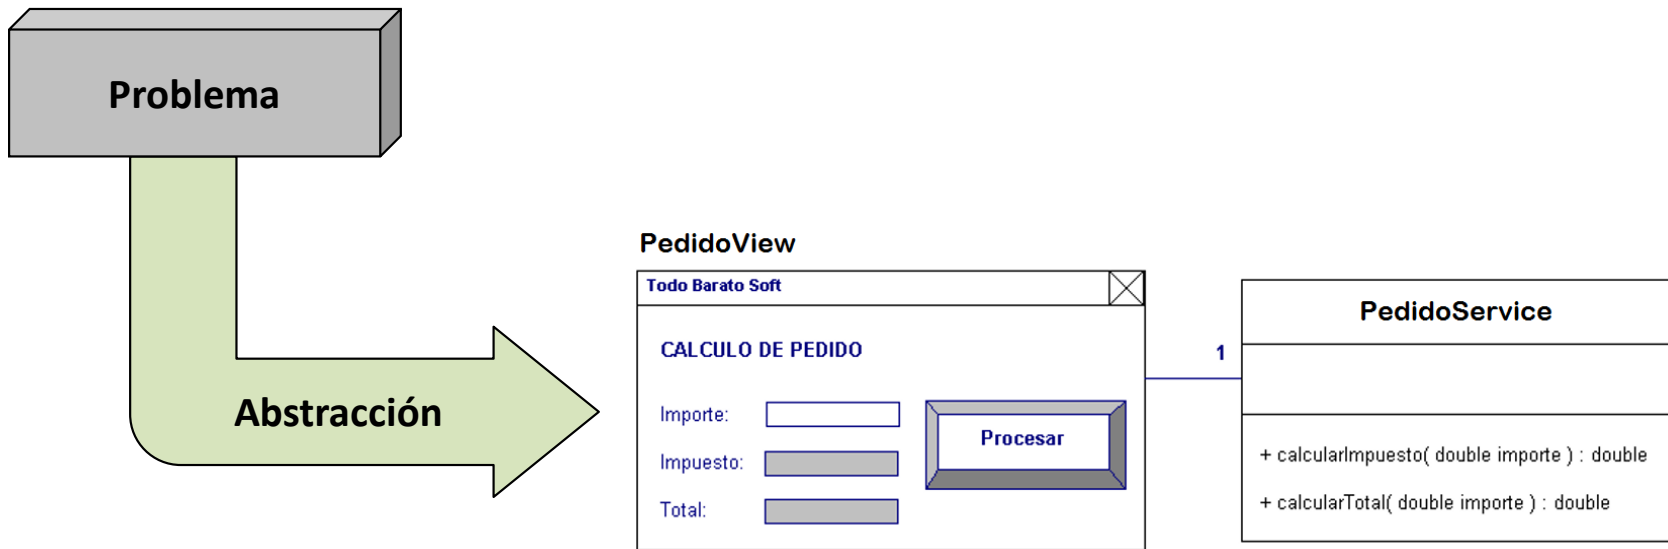 Problema
Abstracción
PedidoView
Todo Barato Soft
CALCULO DE PEDIDO
Importe:
Impuesto:
Total:
Procesar
1
PedidoService
+ calcularImpuesto( double importe ) : double
+ calcularTotal( double importe ) : double